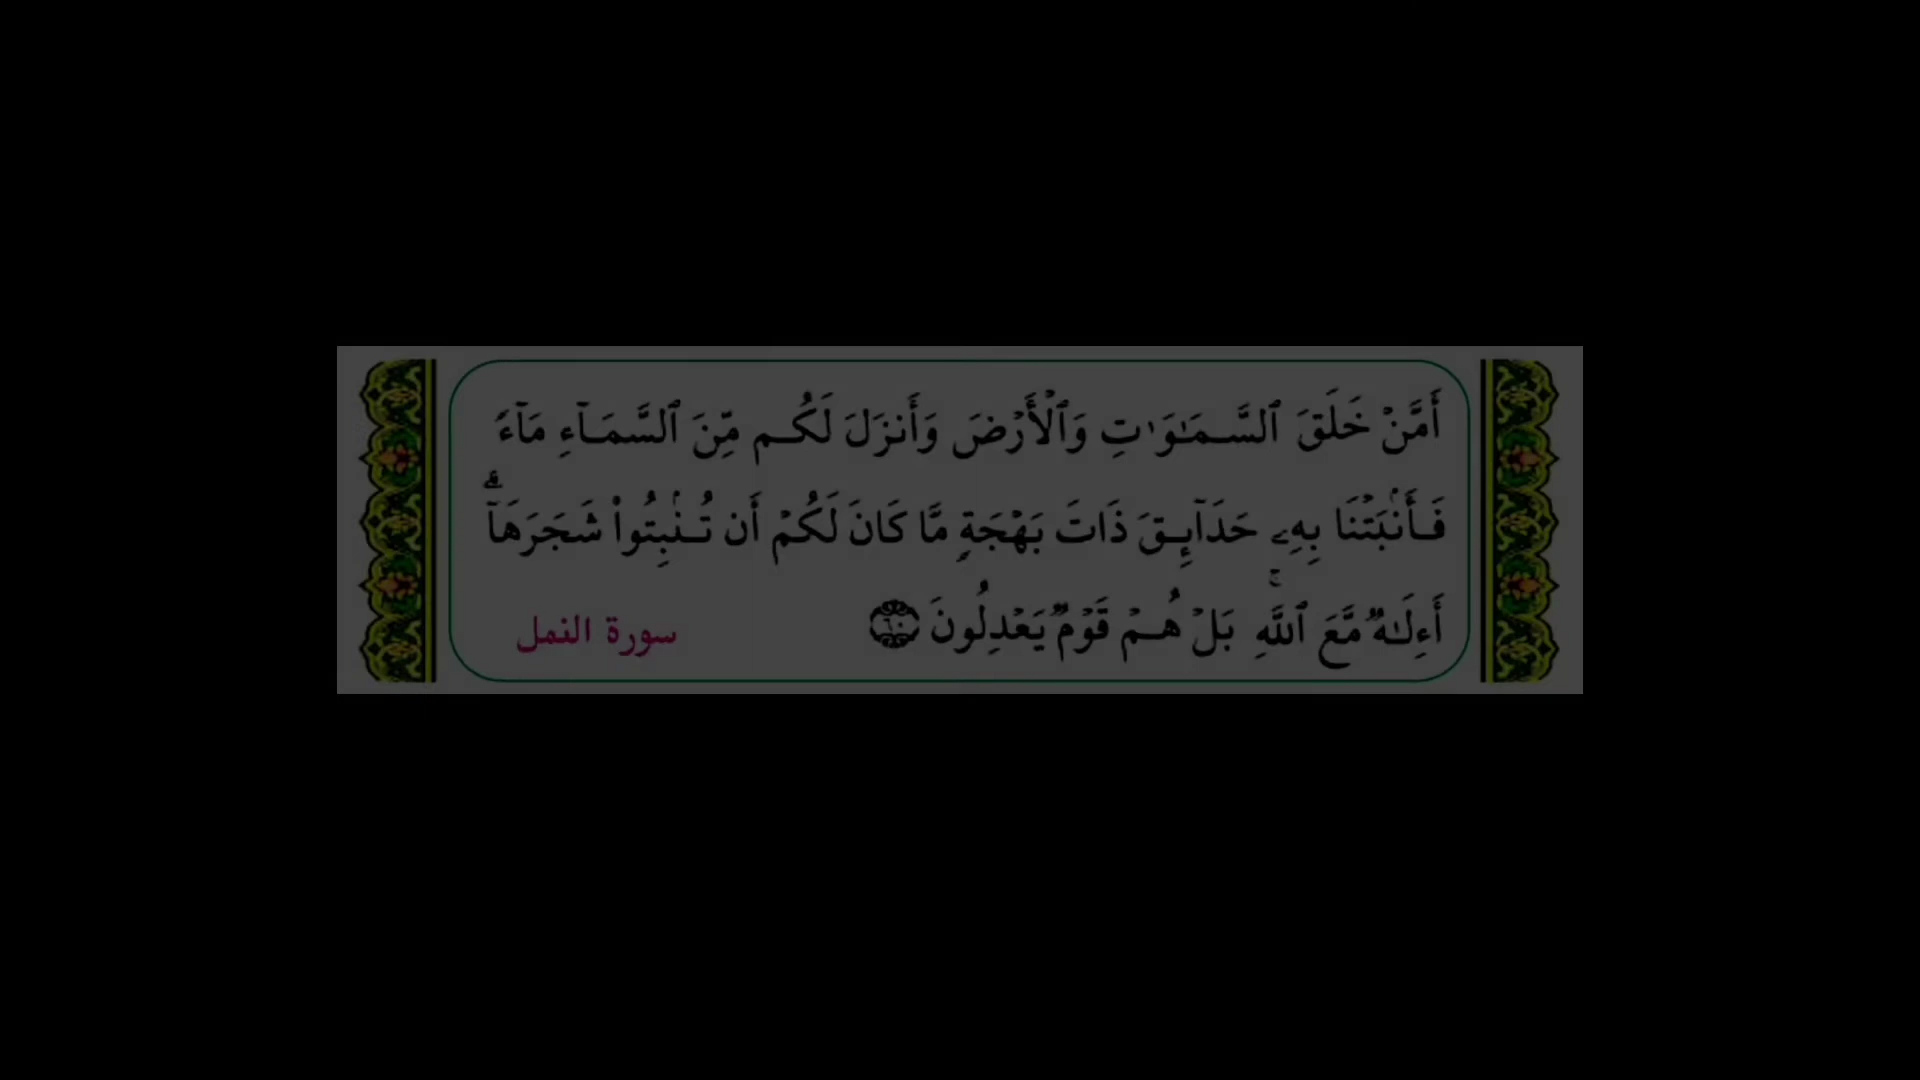 أَمَّنْ خَلَقَ ٱلسَّمَـٰوَٰتِ وَٱلْأَرْضَ وَأَنزَلَ لَكُم مِّنَ ٱلسَّمَآءِ مَآءً
فَأَنۢبَتْنَا بِهِۦ حَدَآئِقَ ذَاتَ بَهْجَةٍ مَّا كَانَ لَكُمْ أَن تُنۢبِتُوا۟ شَجَرَهَآ ۗ
أَءِلَـٰهٌ مَّعَ ٱللَّهِ ۚ بَلْ هُمْ قَوْمٌ يَعْدِلُونَ ٦٠ سورة النمل